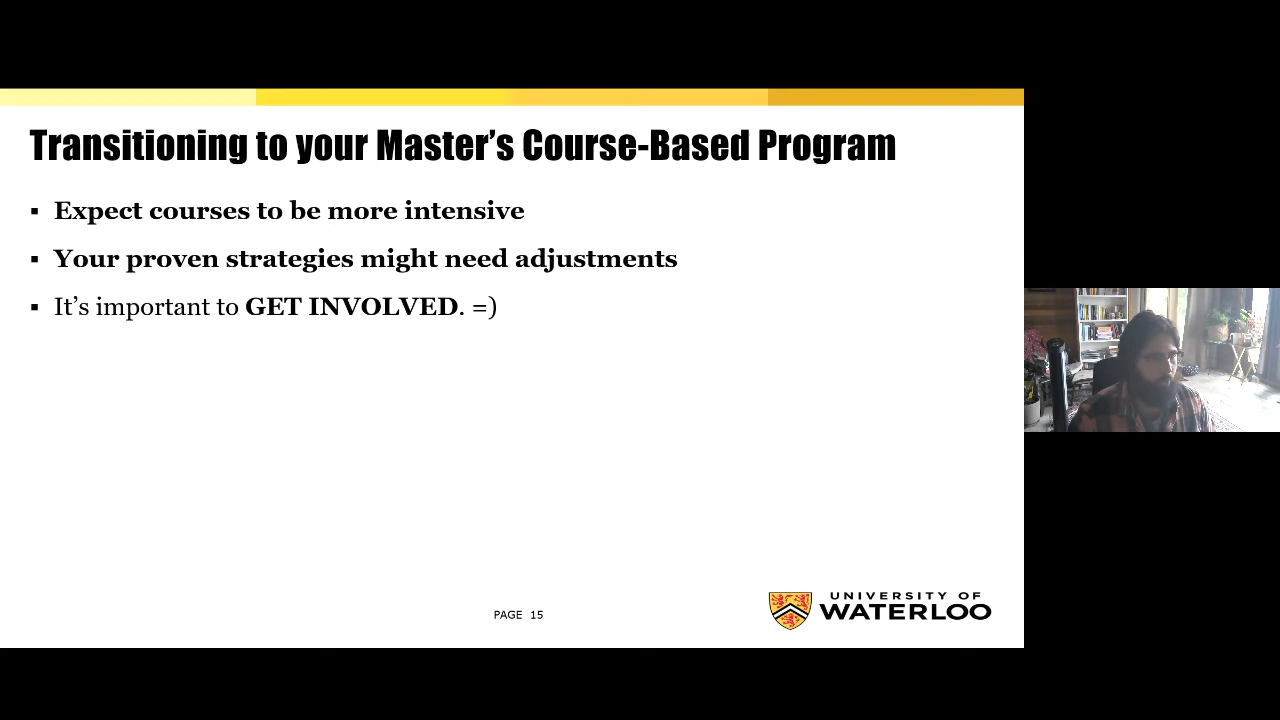 Transitioning to your Master’s Course-Based Program
▪ Expect courses to be more intensive
▪ Your proven strategies might need adjustments
▪ It’s important to GET INVOLVED. =)
PAGE 15
UNIVERSITY OF
WATERLOO